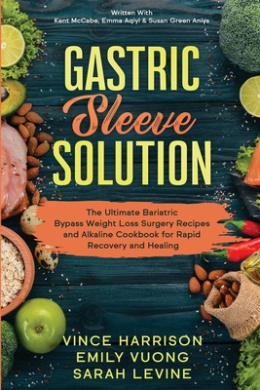 Written With
Kent McCabe, Emma Aqiyl & Susan Green Aniys
GASTRIC
Sleeve
SOLUTION
The Ultimate Bariatric
Bypass Weight Loss Surgery Recipes
and Alkaline Cookbook for Rapid
Recovery and Healing
VINCE HARRISON
EMILY VUONG
SARAH LEVINE